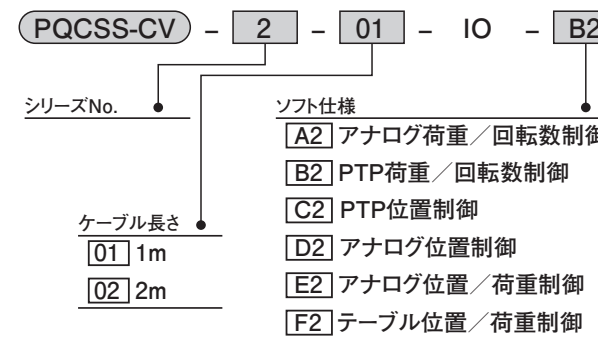 PQCSS-CV – 2 – 01 – IO – B2
シリーズNo.
ソフト仕様
A2 アナログ荷重／回転数制御
B2 PTP荷重／回転数制御
C2 PTP位置制御
D2 アナログ位置制御
E2 アナログ位置／荷重制御
F2 テーブル位置／荷重制御
ケーブル長さ
01 1m
02 2m